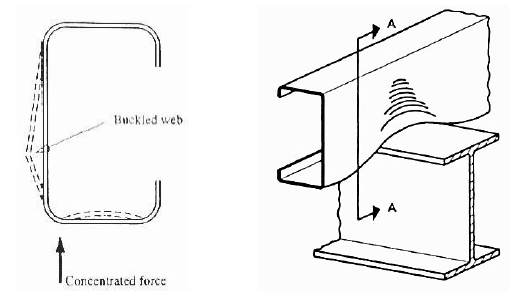 Buckled web
Concentrated force
A
A